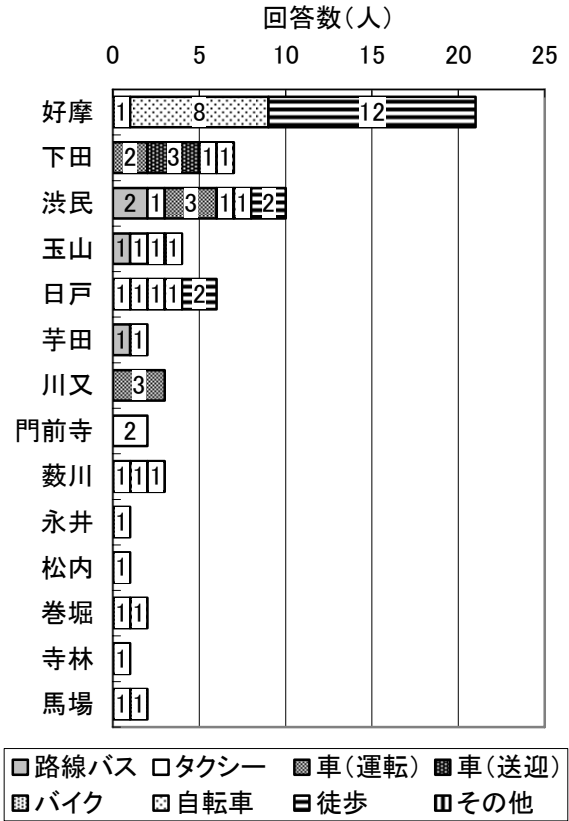 回答数(人)
0 5 10 15 20 25
好摩 1 8 12
下田 2 3 1 1
渋民 2 1 3 1 1 2
玉山 1 1 1 1
日戸 1 1 1 1 2
芋田 1 1
川又 3
門前寺 2
薮川 1 1 1
永井 1
松内 1
巻堀 1 1
寺林 1
馬場 1 1
路線バス タクシー 車(運転) 車(送迎)
バイク 自転車 徒歩 その他